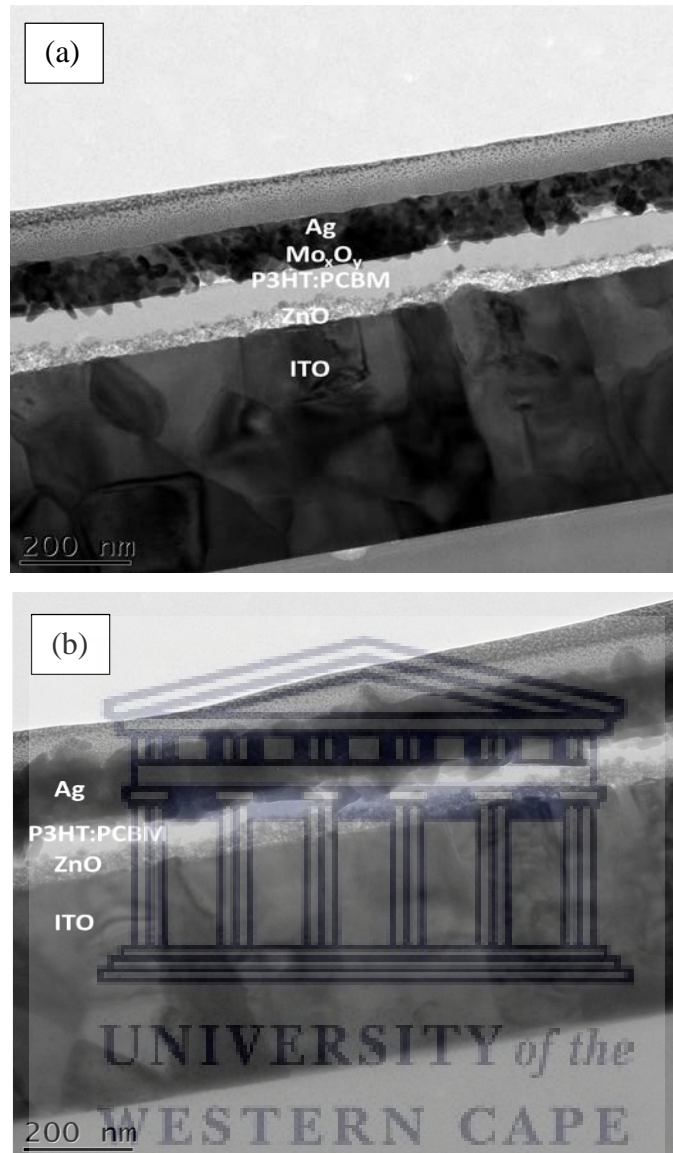 (a)
Ag
MoₓOᵧ
P3HT:PCBM
ZnO
ITO
200 nm
(b)
Ag
P3HT:PCBM
ZnO
ITO
UNIVERSITY of the
WESTERN CAPE
200 nm